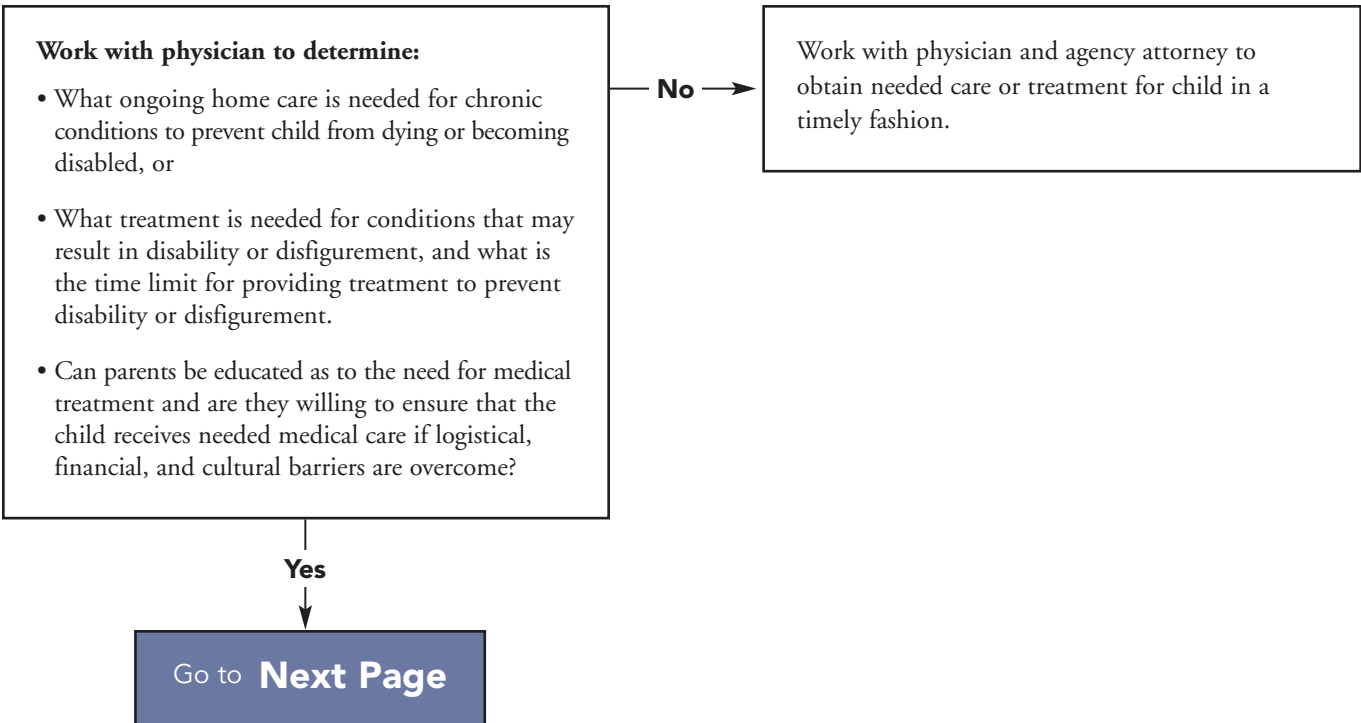 Work with physician to determine:
• What ongoing home care is needed for chronic
conditions to prevent child from dying or becoming
disabled, or
• What treatment is needed for conditions that may
result in disability or disfigurement, and what is
the time limit for providing treatment to prevent
disability or disfigurement.
• Can parents be educated as to the need for medical
treatment and are they willing to ensure that the
child receives needed medical care if logistical,
financial, and cultural barriers are overcome?
No
Work with physician and agency attorney to
obtain needed care or treatment for child in a
timely fashion.
Yes
Go to Next Page